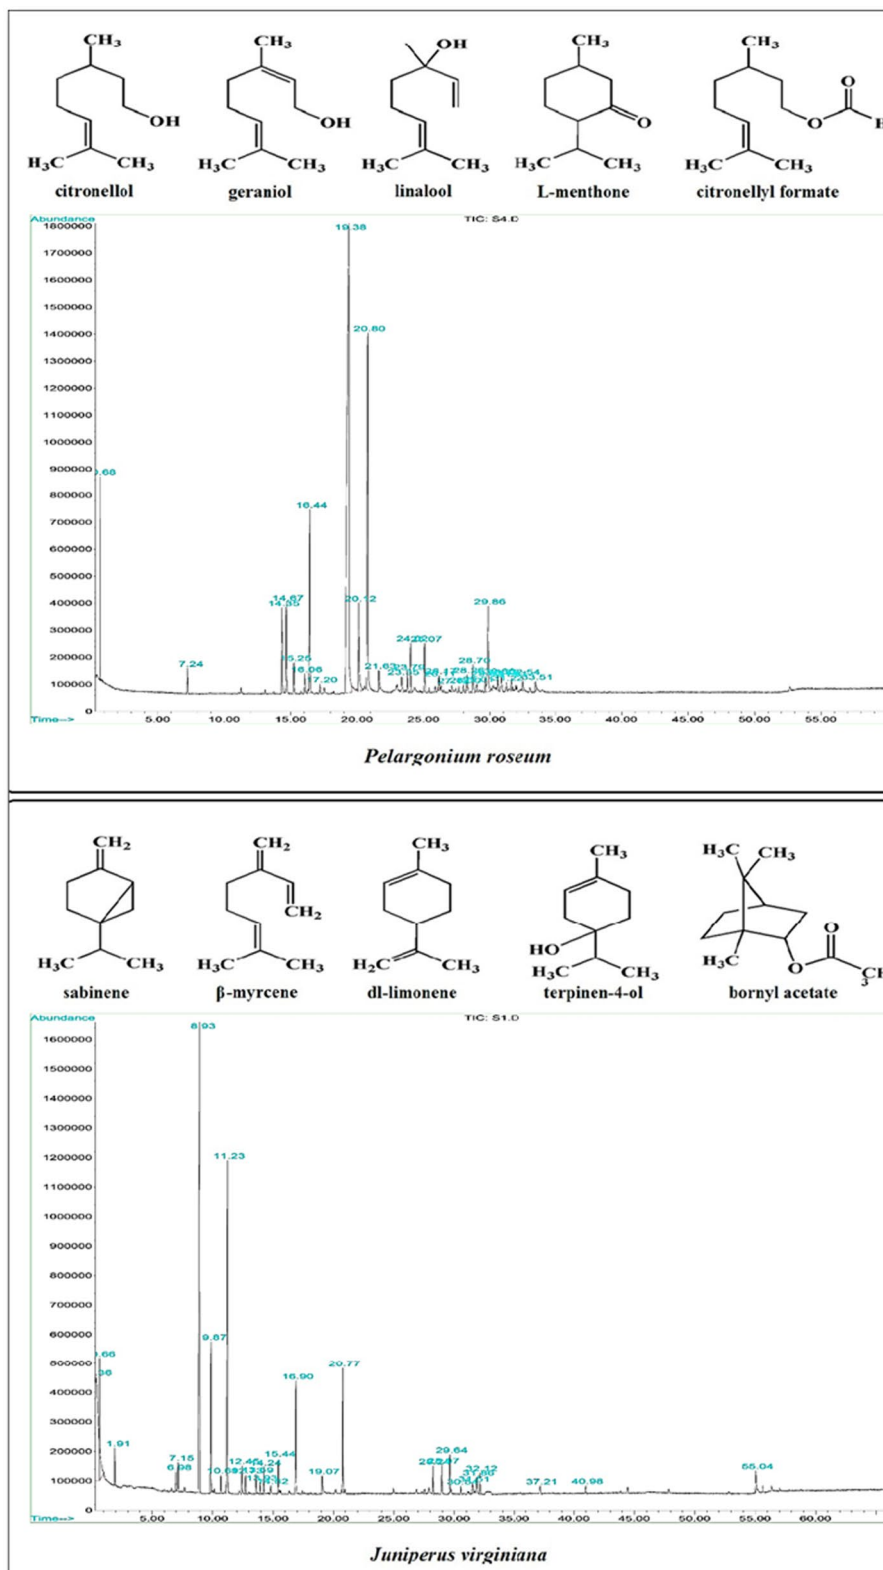 CH₃
OH
H₃C CH₃
citronellol
CH₃
OH
H₃C CH₃
geraniol
OH
H₃C CH₃
linalool
CH₃
O
H₃C
CH₃
L-menthone
CH₃
O
O H
H₃C CH₃
citronellyl formate
Abundance
TIC: S4.D
1800000
1700000
1600000
1500000
1400000
1300000
1200000
1100000
1000000
900000
800000
700000
600000
500000
400000
300000
200000
100000
0
19.38
20.80
16.44
14.67
14.35
20.12
29.86
7.24
17.20
21.63
28.70
Time-->
5.00 10.00 15.00 20.00 25.00 30.00 35.00 40.00 45.00 50.00 55.00
Pelargonium roseum
CH₂
H₃C CH₃
sabinene
CH₂
CH₂
H₃C CH₃
β-myrcene
CH₃
H₂C CH₃
dl-limonene
CH₃
HO
H₃C CH₃
terpinen-4-ol
H₃C CH₃
H₃C
O
O
bornyl acetate
Abundance
TIC: S1.D
1600000
1500000
1400000
1300000
1200000
1100000
1000000
900000
800000
700000
600000
500000
400000
300000
200000
100000
0
8.93
11.23
9.87
20.77
16.90
1.91
7.15
15.44
19.07
29.64
32.12
37.21
40.98
55.04
Time-->
5.00 10.00 15.00 20.00 25.00 30.00 35.00 40.00 45.00 50.00 55.00 60.00
Juniperus virginiana